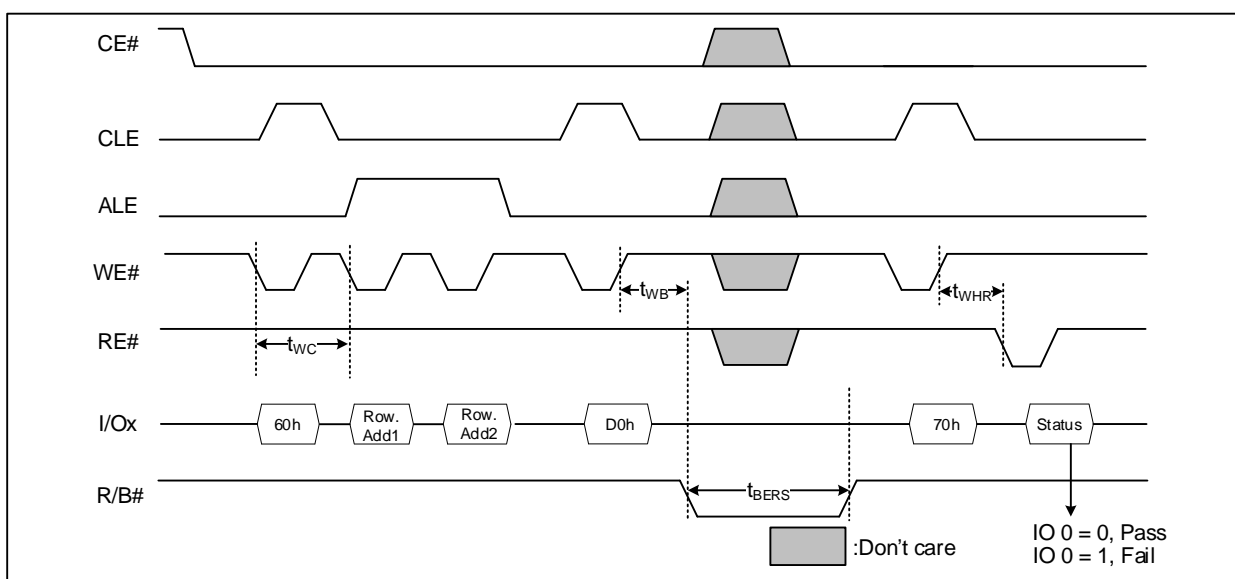 CE#
CLE
ALE
WE#
tWB
tWHR
RE#
tWC
I/Ox
60h
Row. Add1
Row. Add2
D0h
70h
Status
R/B#
tBERS
:Don't care
IO 0 = 0, Pass
IO 0 = 1, Fail